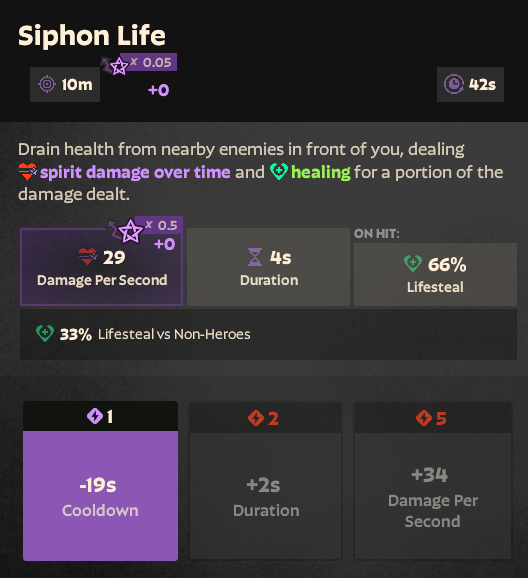 Siphon Life
x 0.05
10m
+0
42s
Drain health from nearby enemies in front of you, dealing
spirit damage over time and healing for a portion of the
damage dealt.
x 0.5
+0
29
Damage Per Second
4s
Duration
ON HIT:
66%
Lifesteal
33% Lifesteal vs Non-Heroes
1
-19s
Cooldown
2
+2s
Duration
5
+34
Damage Per
Second